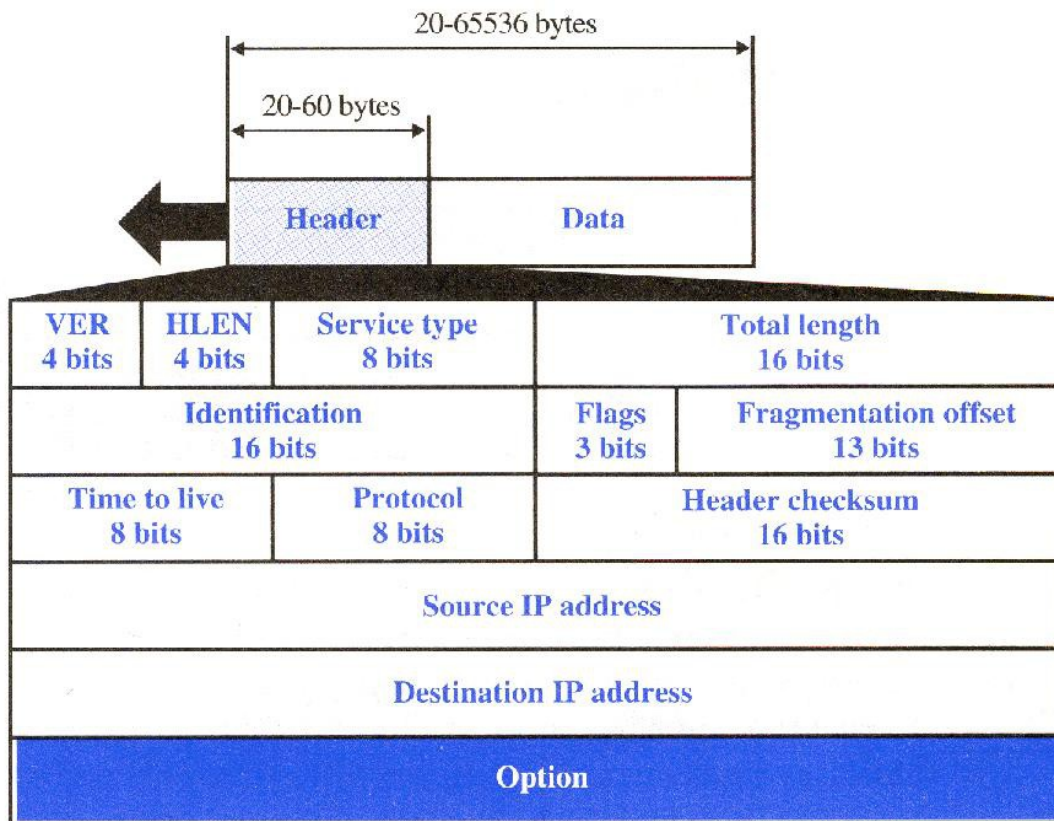 20-65536 bytes
20-60 bytes
Header
Data
VER
4 bits
HLEN
4 bits
Service type
8 bits
Total length
16 bits
Identification
16 bits
Flags
3 bits
Fragmentation offset
13 bits
Time to live
8 bits
Protocol
8 bits
Header checksum
16 bits
Source IP address
Destination IP address
Option